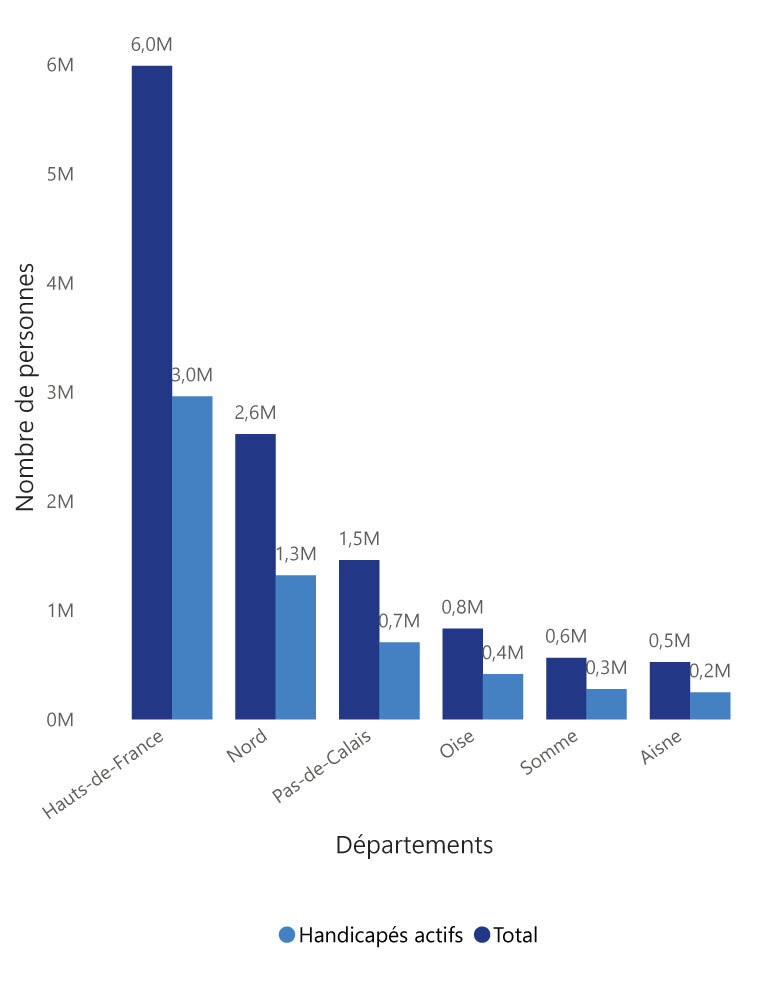 6,0M
6M
5M
4M
3,0M
3M
2,6M
2M
1,5M
1,3M
0,8M
0,7M
1M
0,6M
0,5M
0,4M
0,3M
0,2M
0M
Nombre de personnes
Hauts-de-France
Nord
Pas-de-Calais
Oise
Somme
Aisne
Départements
Handicapés actifs
Total